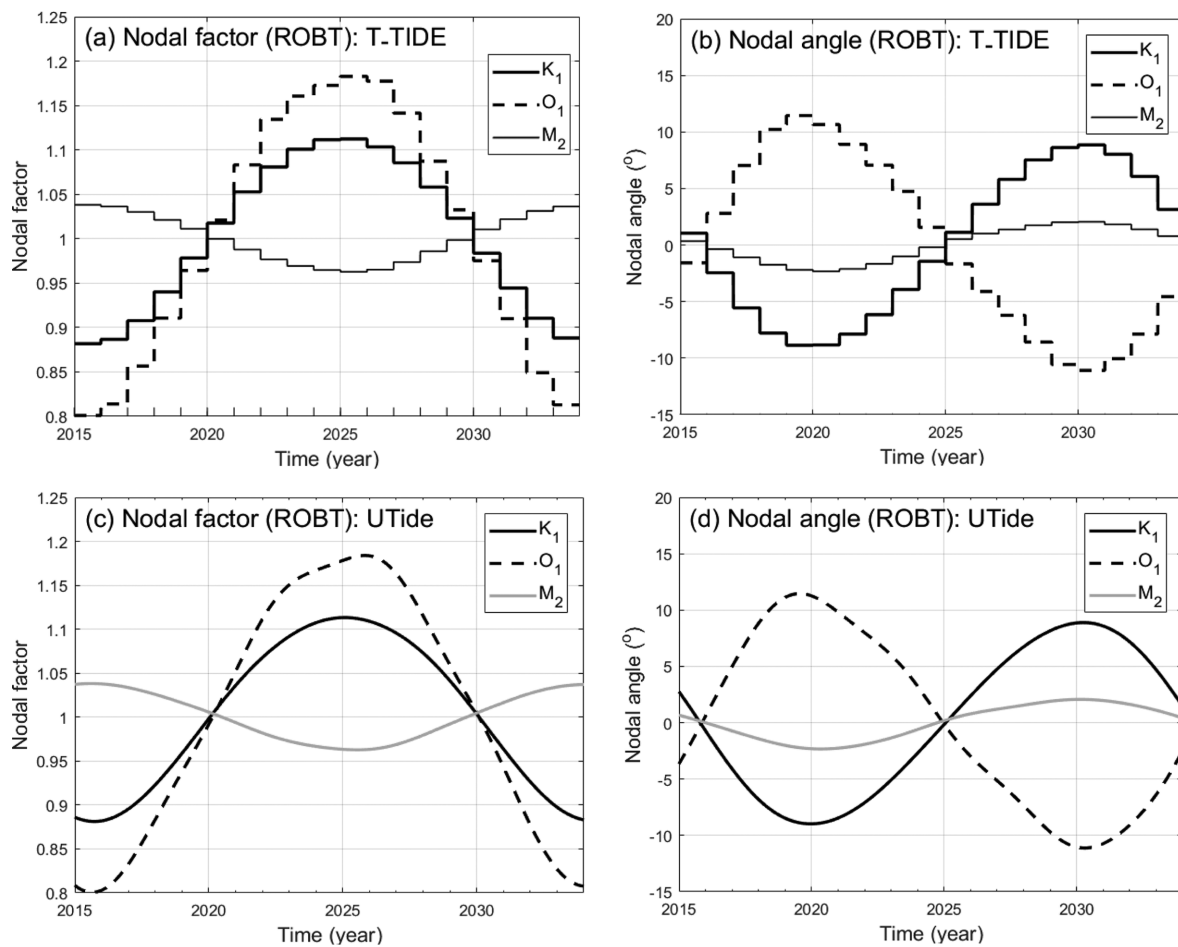 (a) Nodal factor (ROBT): T-TIDE
1.25
1.2
1.15
1.1
1.05
1
0.95
0.9
0.85
0.8
Nodal factor
K1
O1
M2
2015 2020 2025 2030
Time (year)
(b) Nodal angle (ROBT): T-TIDE
20
15
10
5
0
-5
-10
-15
Nodal angle (o)
K1
O1
M2
2015 2020 2025 2030
Time (year)
(c) Nodal factor (ROBT): UTide
1.25
1.2
1.15
1.1
1.05
1
0.95
0.9
0.85
0.8
Nodal factor
K1
O1
M2
2015 2020 2025 2030
Time (year)
(d) Nodal angle (ROBT): UTide
20
15
10
5
0
-5
-10
-15
Nodal angle (o)
K1
O1
M2
2015 2020 2025 2030
Time (year)